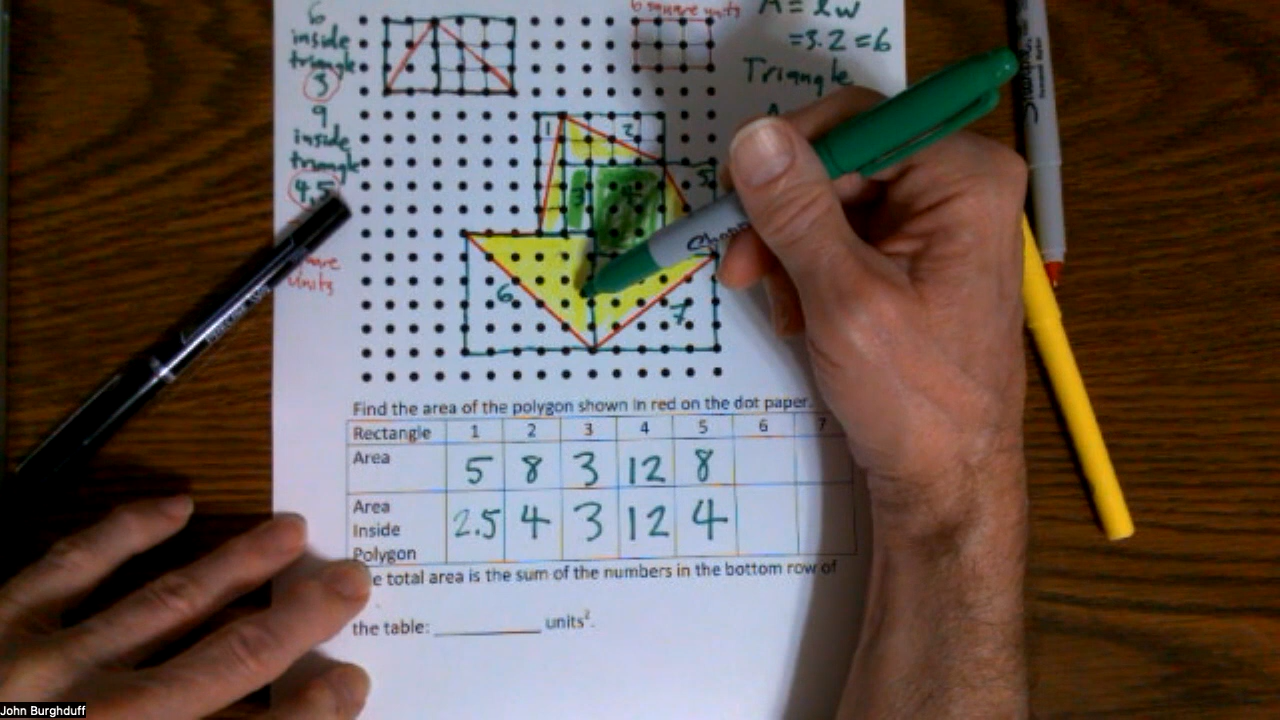 6
inside
triangle
3
9
inside
triangle
4.5
units
6 square units
A = lw
=3.2=6
Triangle
1
2
3
4
5
6
7
Find the area of the polygon shown in red on the dot paper.
Rectangle 1 2 3 4 5 6 7
Area 5 8 3 12 8
Area
Inside
Polygon 2.5 4 3 12 4
total area is the sum of the numbers in the bottom row of
the table: __________ units².
John Burghduff